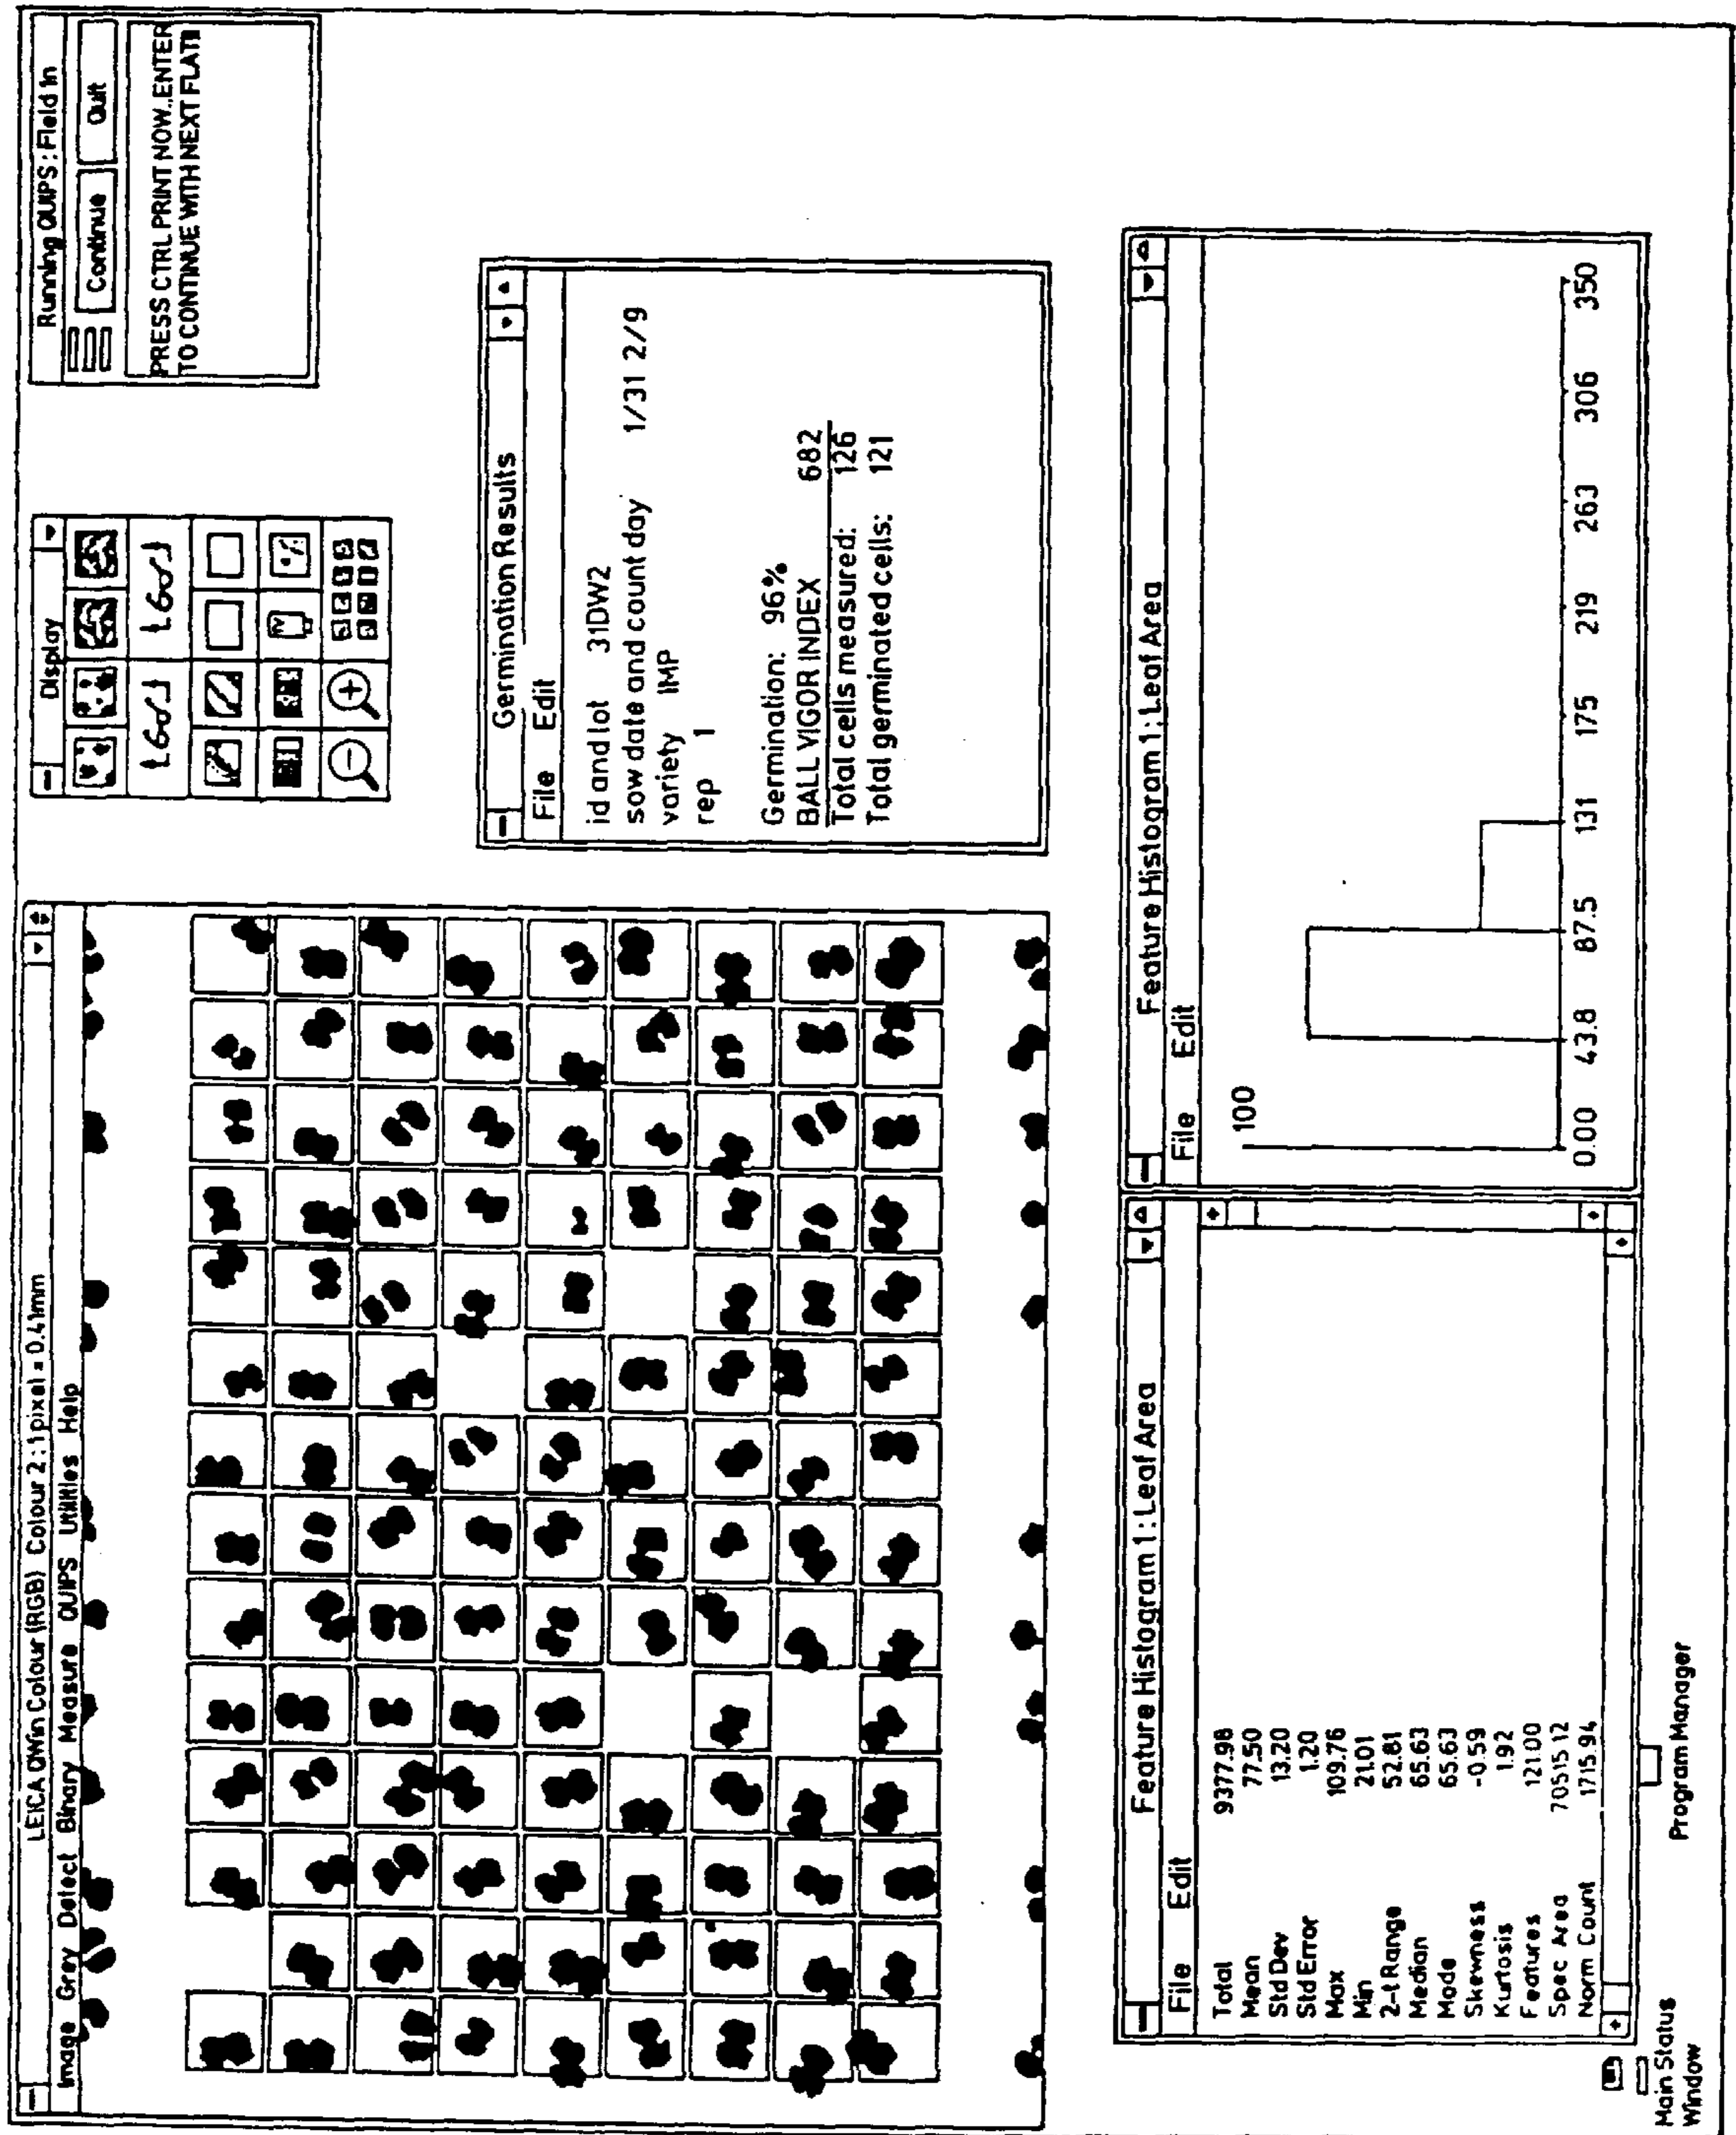 LEICA QWin Colour (RGB) Colour 2 : 1 pixel = 0.41mm
Image Grey Detect Binary Measure QUIPS Utilities Help
Display
Running QUIPS : Field in
Continue Quit
PRESS CTRL PRINT NOW..ENTER
TO CONTINUE WITH NEXT FLAT!
Germination Results
File Edit
id and lot 31DW2
sow date and count day 1/31 2/9
variety IMP
rep 1
Germination: 96%
BALL VIGOR INDEX 682
Total cells measured: 126
Total germinated cells: 121
Feature Histogram 1 : Leaf Area
File Edit
Total 9377.98
Mean 77.50
Std Dev 13.20
Std Error 1.20
Max 109.76
Min 21.01
2-t Range 52.81
Median 65.63
Mode 65.63
Skewness -0.59
Kurtosis 1.92
Features 121.00
Spec Area 70515.12
Norm Count 1715.94
Feature Histogram 1 : Leaf Area
File Edit
100
0.00 43.8 87.5 131 175 219 263 306 350
Main Status
Window
Program Manager